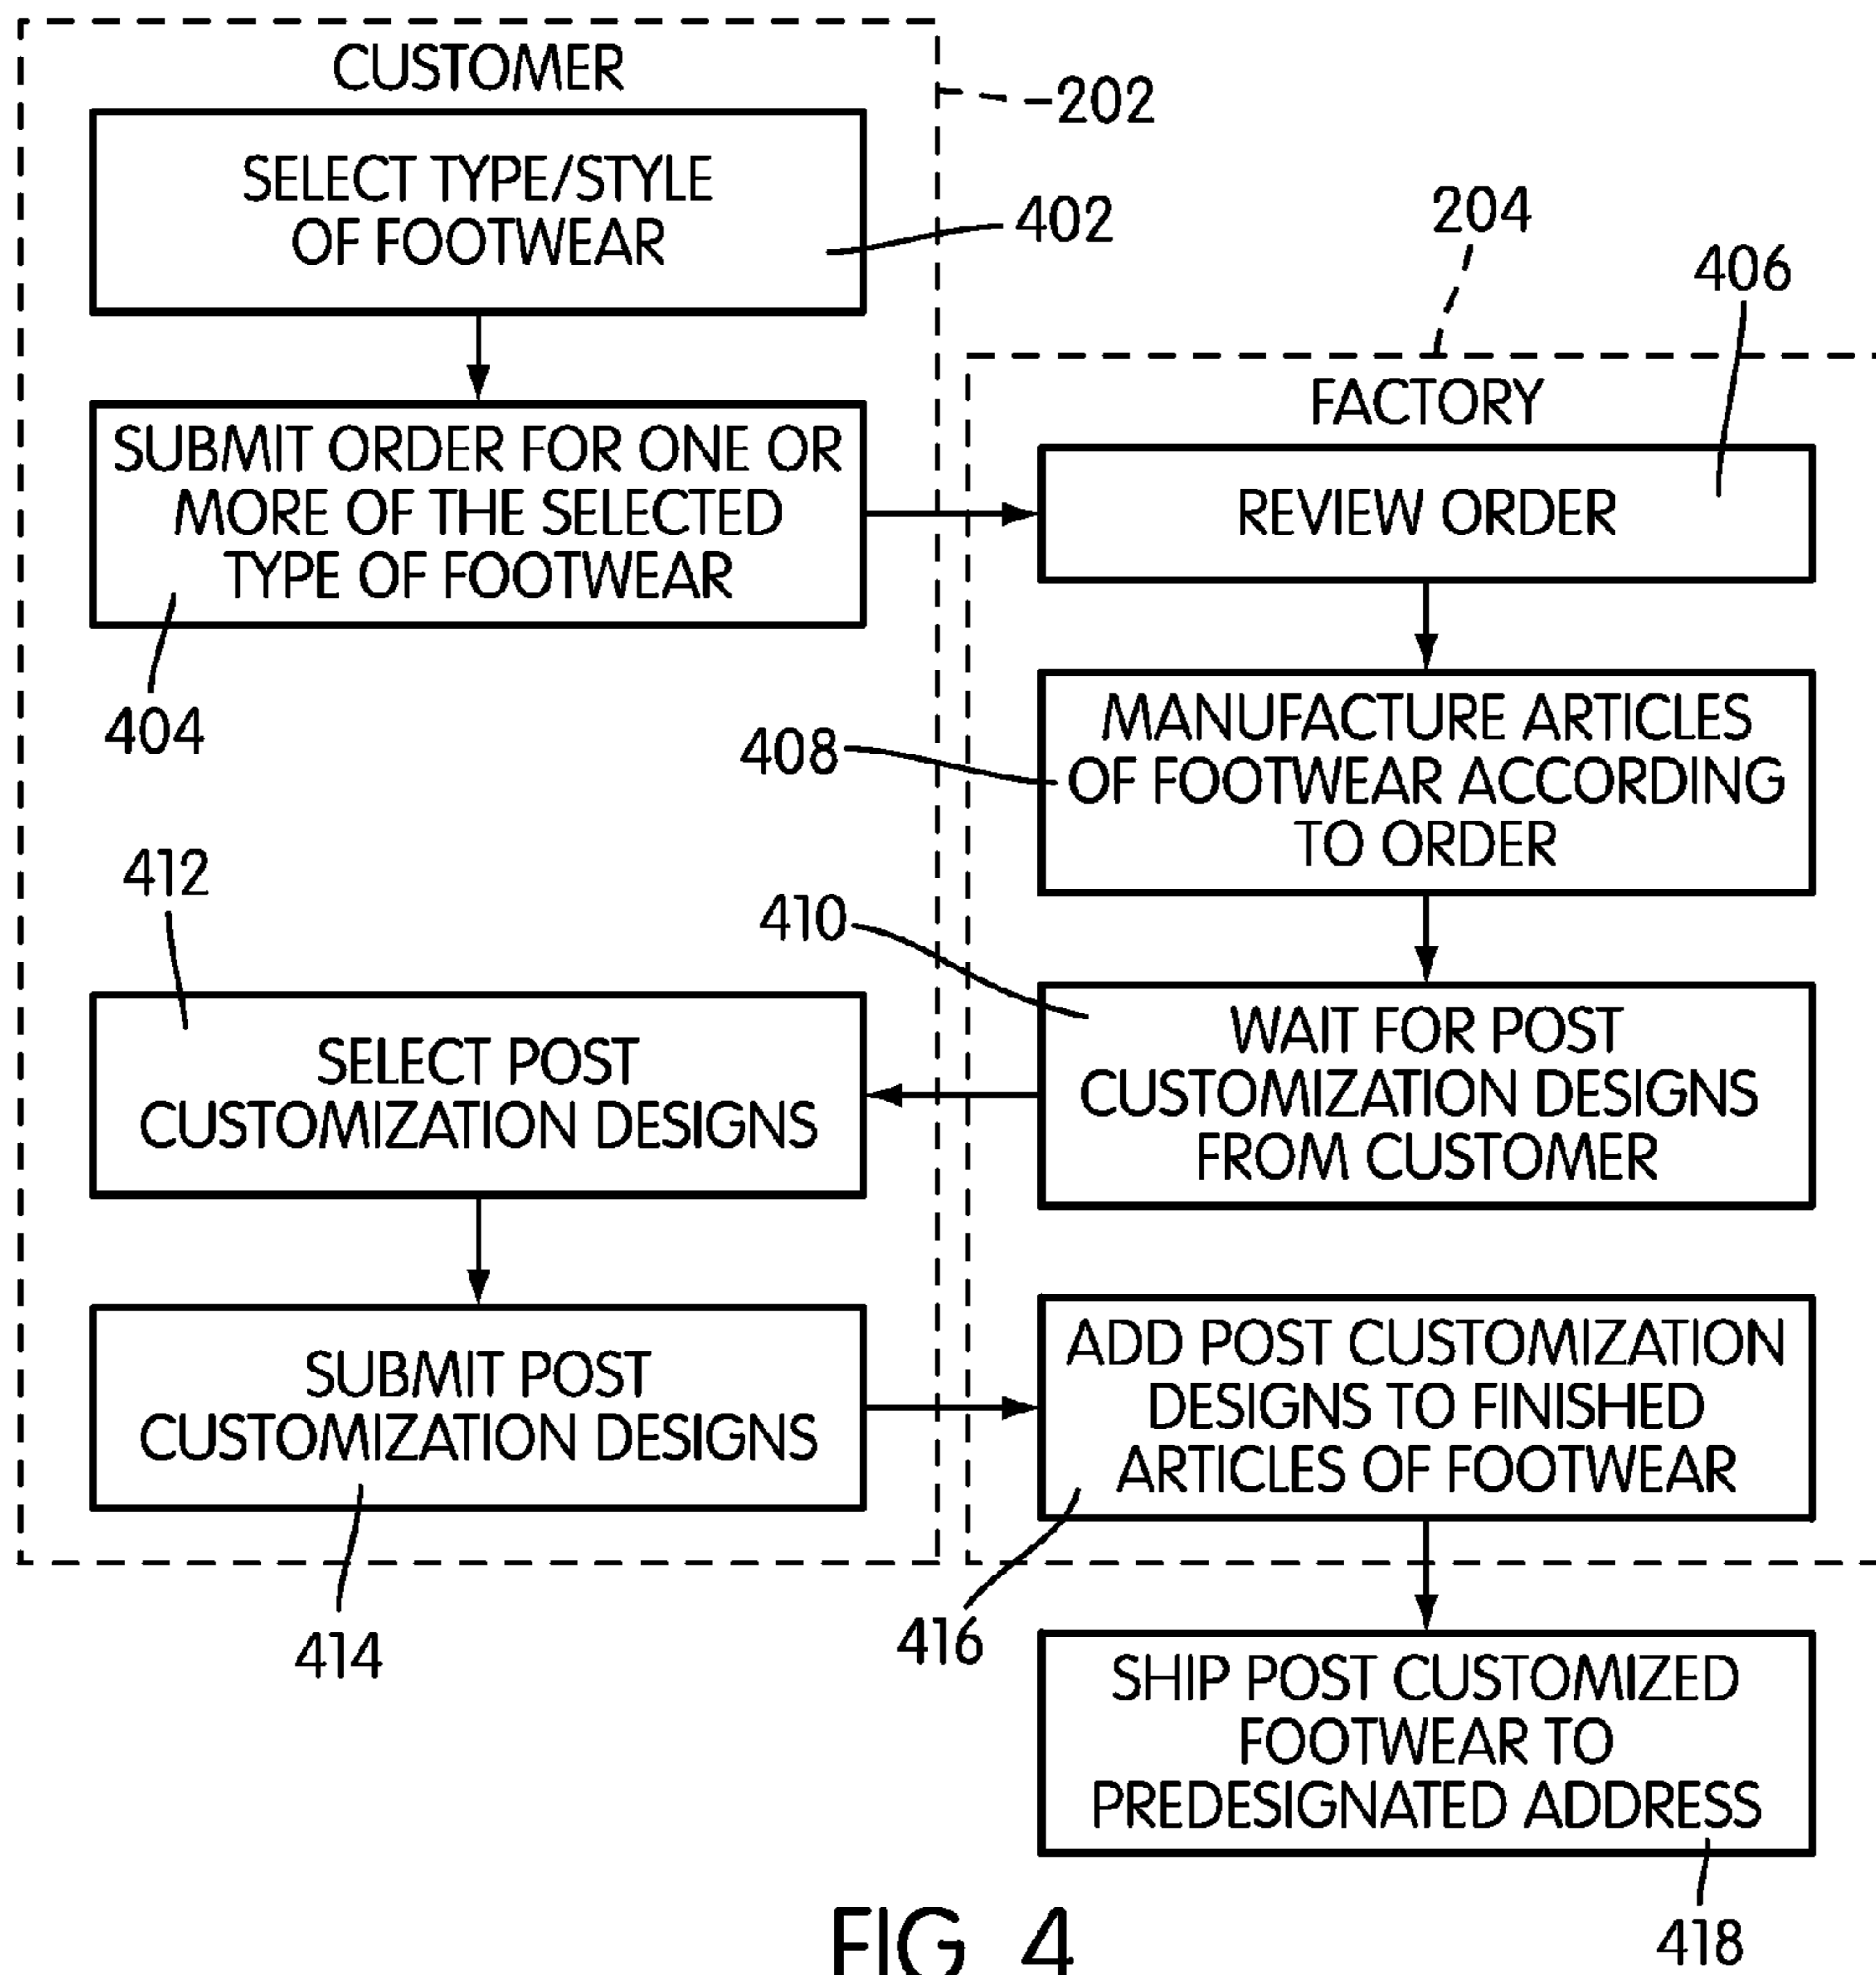 CUSTOMER
-202
SELECT TYPE/STYLE
OF FOOTWEAR
402
204
406
SUBMIT ORDER FOR ONE OR
MORE OF THE SELECTED
TYPE OF FOOTWEAR
404
FACTORY
REVIEW ORDER
MANUFACTURE ARTICLES
OF FOOTWEAR ACCORDING
TO ORDER
408
410
WAIT FOR POST
CUSTOMIZATION DESIGNS
FROM CUSTOMER
412
SELECT POST
CUSTOMIZATION DESIGNS
SUBMIT POST
CUSTOMIZATION DESIGNS
414
ADD POST CUSTOMIZATION
DESIGNS TO FINISHED
ARTICLES OF FOOTWEAR
416
SHIP POST CUSTOMIZED
FOOTWEAR TO
PREDESIGNATED ADDRESS
418
FIG. 4